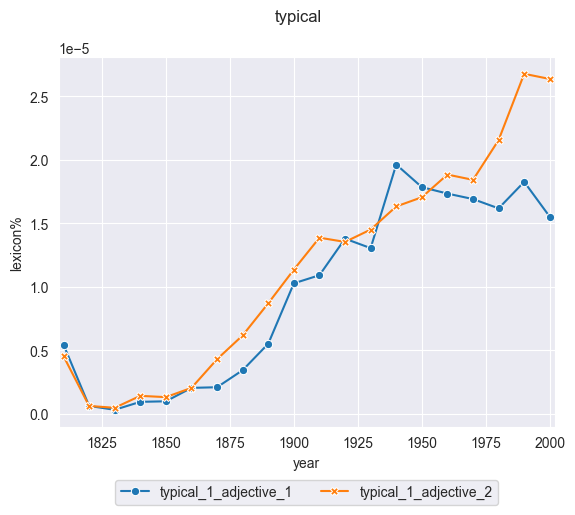 typical
1e−5
2.5
2.0
1.5
1.0
0.5
0.0
lexicon%
1825 1850 1875 1900 1925 1950 1975 2000
year
typical_1_adjective_1 typical_1_adjective_2